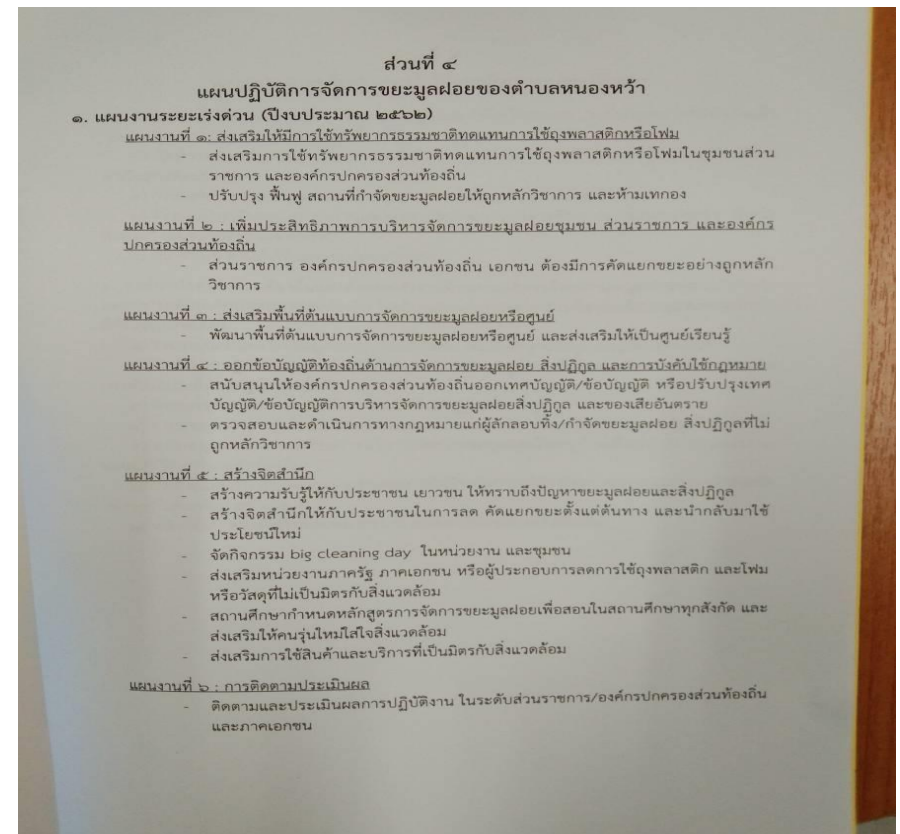 ส่วนที่ ๔
แผนปฏิบัติการจัดการขยะมูลฝอยของตำบลหนองหว้า
๑. แผนงานระยะเร่งด่วน (ปีงบประมาณ ๒๕๖๒)
แผนงานที่ ๑: ส่งเสริมให้มีการใช้ทรัพยากรธรรมชาติทดแทนการใช้ถุงพลาสติกหรือโฟม
- ส่งเสริมการใช้ทรัพยากรธรรมชาติทดแทนการใช้ถุงพลาสติกหรือโฟมในชุมชนส่วน
ราชการ และองค์กรปกครองส่วนท้องถิ่น
- ปรับปรุง ฟื้นฟู สถานที่กำจัดขยะมูลฝอยให้ถูกหลักวิชาการ และห้ามเทกอง
แผนงานที่ ๒ : เพิ่มประสิทธิภาพการบริหารจัดการขยะมูลฝอยชุมชน ส่วนราชการ และองค์กร
ปกครองส่วนท้องถิ่น
- ส่วนราชการ องค์กรปกครองส่วนท้องถิ่น เอกชน ต้องมีการคัดแยกขยะอย่างถูกหลัก
วิชาการ
แผนงานที่ ๓ : ส่งเสริมพื้นที่ต้นแบบการจัดการขยะมูลฝอยหรือศูนย์
- พัฒนาพื้นที่ต้นแบบการจัดการขยะมูลฝอยหรือศูนย์ และส่งเสริมให้เป็นศูนย์เรียนรู้
แผนงานที่ ๔ : ออกข้อบัญญัติท้องถิ่นด้านการจัดการขยะมูลฝอย สิ่งปฏิกูล และการบังคับใช้กฎหมาย
- สนับสนุนให้องค์กรปกครองส่วนท้องถิ่นออกเทศบัญญัติ/ข้อบัญญัติ หรือปรับปรุงเทศ
บัญญัติ/ข้อบัญญัติการบริหารจัดการขยะมูลฝอยสิ่งปฏิกูล และของเสียอันตราย
- ตรวจสอบและดำเนินการทางกฎหมายแก่ผู้ลักลอบทิ้ง/กำจัดขยะมูลฝอย สิ่งปฏิกูลที่ไม่
ถูกหลักวิชาการ
แผนงานที่ ๕ : สร้างจิตสำนึก
- สร้างความรับรู้ให้กับประชาชน เยาวชน ให้ทราบถึงปัญหาขยะมูลฝอยและสิ่งปฏิกูล
- สร้างจิตสำนึกให้กับประชาชนในการลด คัดแยกขยะตั้งแต่ต้นทาง และนำกลับมาใช้
ประโยชน์ใหม่
- จัดกิจกรรม big cleaning day ในหน่วยงาน และชุมชน
- ส่งเสริมหน่วยงานภาครัฐ ภาคเอกชน หรือผู้ประกอบการลดการใช้ถุงพลาสติก และโฟม
หรือวัสดุที่ไม่เป็นมิตรกับสิ่งแวดล้อม
- สถานศึกษากำหนดหลักสูตรการจัดการขยะมูลฝอยเพื่อสอนในสถานศึกษาทุกสังกัด และ
ส่งเสริมให้คนรุ่นใหม่ใส่ใจสิ่งแวดล้อม
- ส่งเสริมการใช้สินค้าและบริการที่เป็นมิตรกับสิ่งแวดล้อม
แผนงานที่ ๖ : การติดตามประเมินผล
- ติดตามและประเมินผลการปฏิบัติงาน ในระดับส่วนราชการ/องค์กรปกครองส่วนท้องถิ่น
และภาคเอกชน